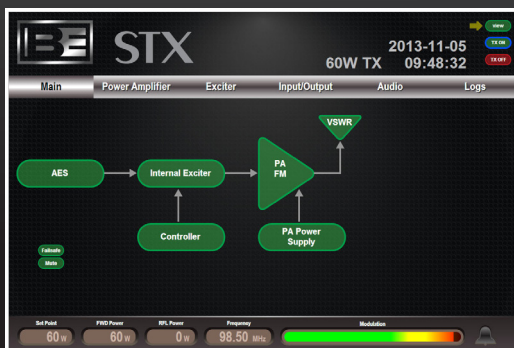 BE
STX
view
TX ON
TX OFF
2013-11-05
60W TX 09:48:32
Main Power Amplifier Exciter Input/Output Audio Logs
VSWR
AES
Internal Exciter
PA
FM
Controller
PA Power
Supply
Failsafe
Mute
Set Point FWD Power RFL Power Frequency Modulation
60 W 60 W 0 W 98.50 MHz